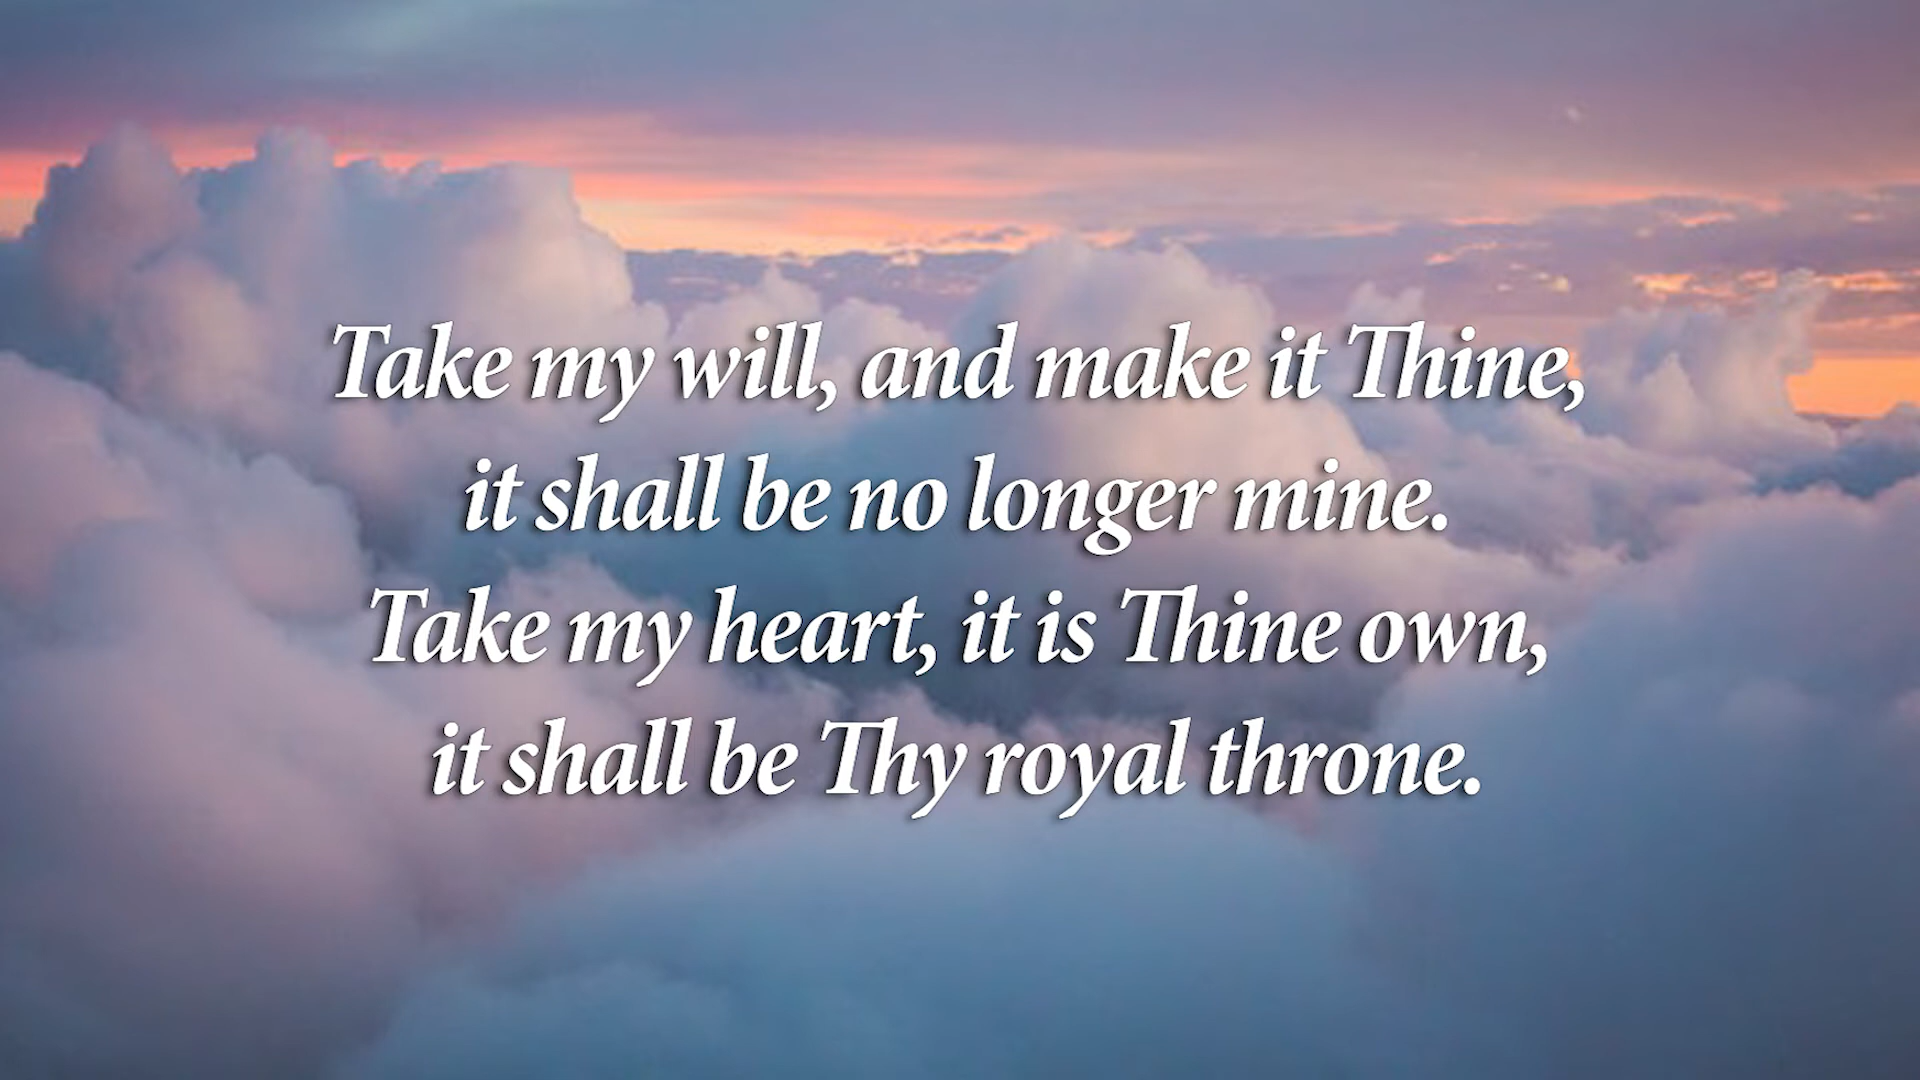 Take my will, and make it Thine,
it shall be no longer mine.
Take my heart, it is Thine own,
it shall be Thy royal throne.